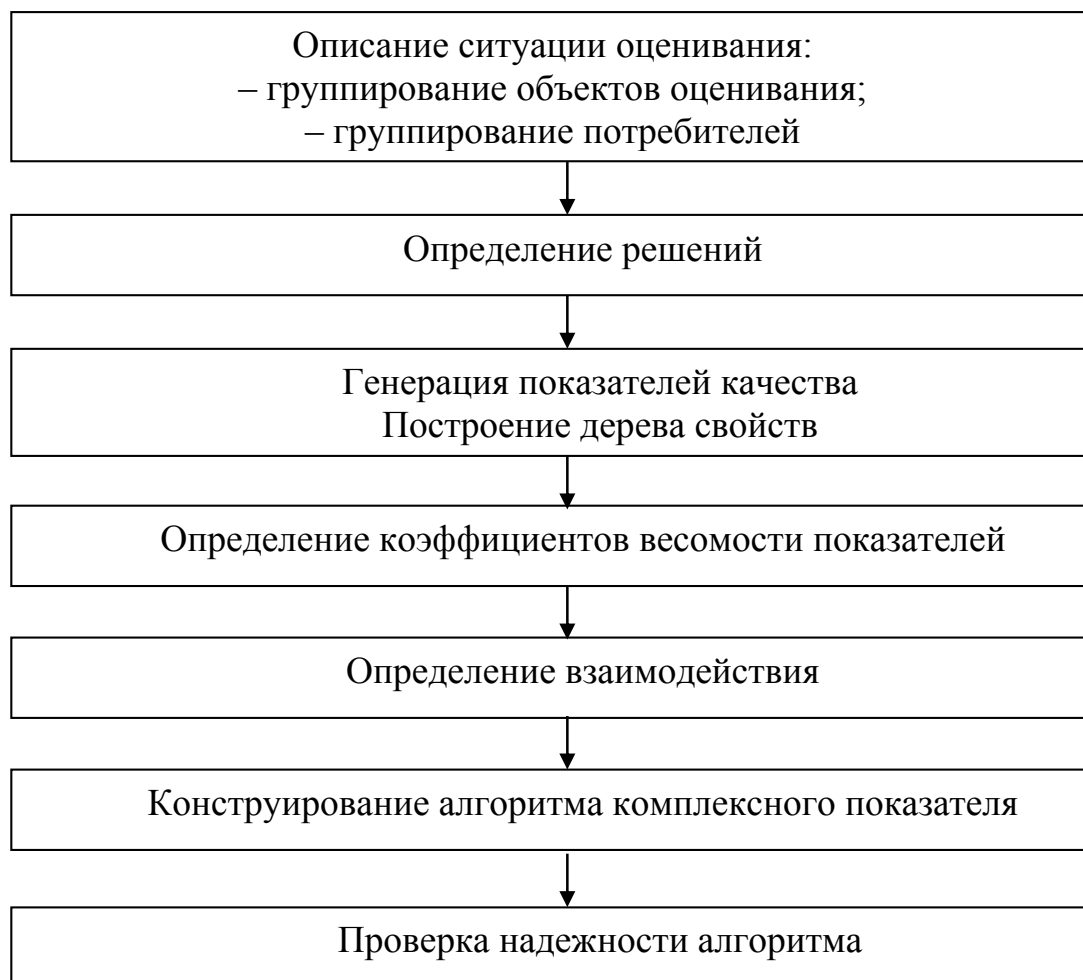 Описание ситуации оценивания:
– группирование объектов оценивания;
– группирование потребителей
Определение решений
Генерация показателей качества
Построение дерева свойств
Определение коэффициентов весомости показателей
Определение взаимодействия
Конструирование алгоритма комплексного показателя
Проверка надежности алгоритма